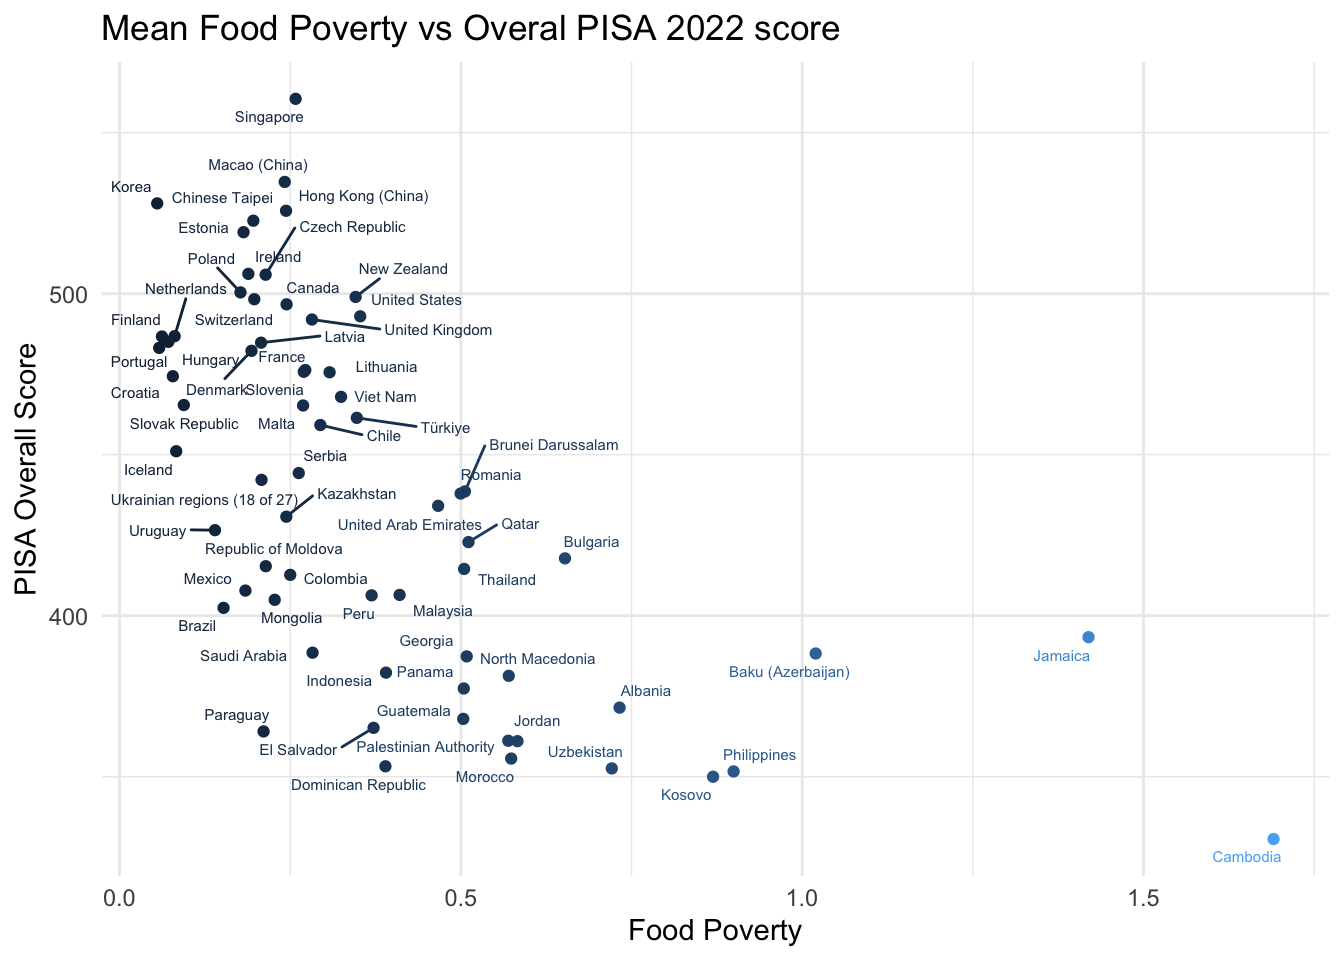 Mean Food Poverty vs Overal PISA 2022 score
Singapore
Macao (China)
Korea
Chinese Taipei
Hong Kong (China)
Estonia
Czech Republic
Poland
Ireland
New Zealand
Netherlands
Canada
United States
Finland
Switzerland
United Kingdom
Latvia
Portugal
Hungary
France
Lithuania
Croatia
Denmark
Slovenia
Viet Nam
Slovak Republic
Malta
Chile
Türkiye
Brunei Darussalam
Serbia
Iceland
Romania
Ukrainian regions (18 of 27)
Kazakhstan
Uruguay
United Arab Emirates
Qatar
Republic of Moldova
Bulgaria
Mexico
Colombia
Thailand
Brazil
Mongolia
Peru
Malaysia
Georgia
Saudi Arabia
North Macedonia
Jamaica
Indonesia
Panama
Baku (Azerbaijan)
Albania
Paraguay
Guatemala
Jordan
El Salvador
Palestinian Authority
Uzbekistan
Philippines
Dominican Republic
Morocco
Kosovo
Cambodia
500
400
PISA Overall Score
0.0
0.5
1.0
1.5
Food Poverty